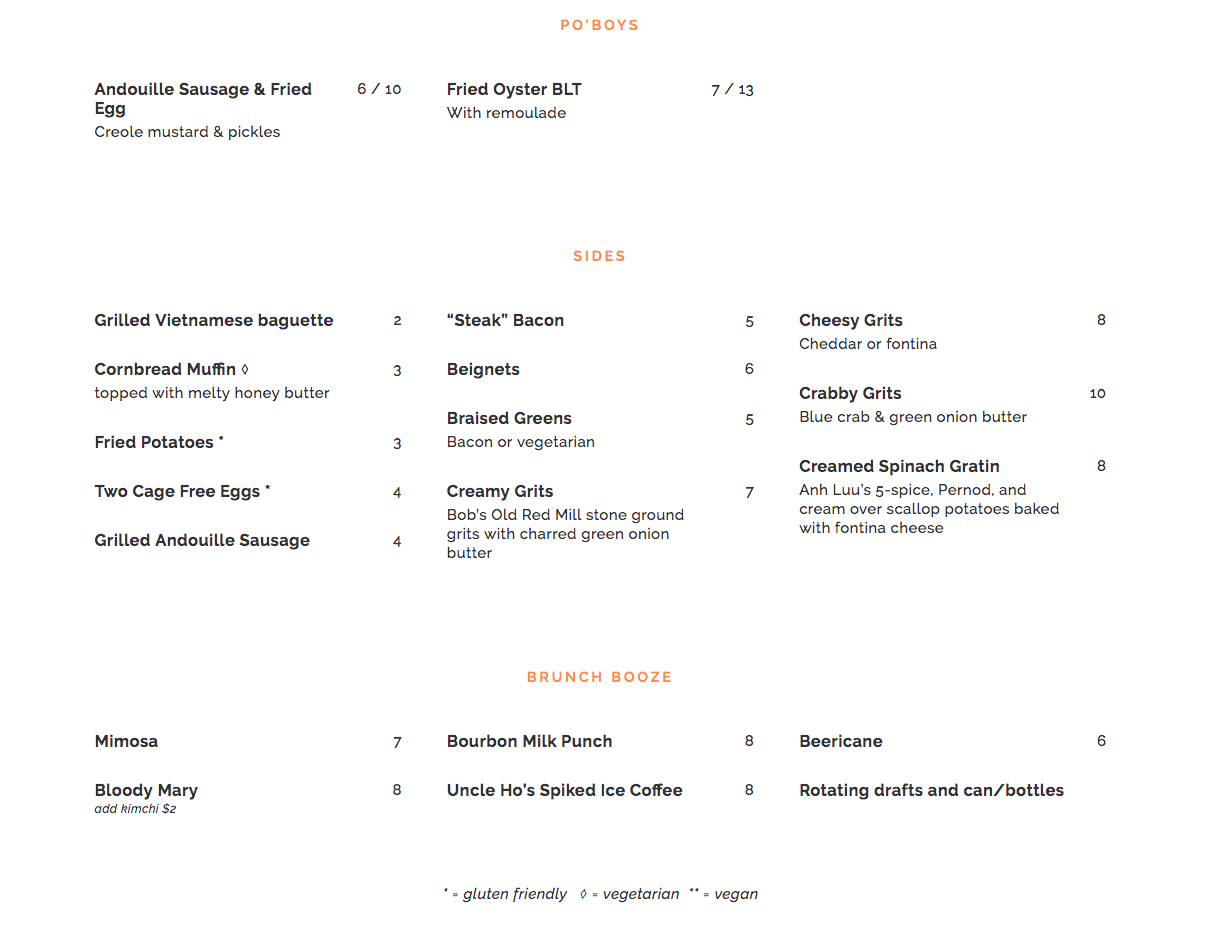 PO'BOYS
Andouille Sausage & Fried 6 / 10
Egg
Creole mustard & pickles
Fried Oyster BLT 7 / 13
With remoulade
SIDES
Grilled Vietnamese baguette 2
Cornbread Muffin ◊ 3
topped with melty honey butter
Fried Potatoes * 3
Two Cage Free Eggs * 4
Grilled Andouille Sausage 4
“Steak” Bacon 5
Beignets 6
Braised Greens 5
Bacon or vegetarian
Creamy Grits 7
Bob's Old Red Mill stone ground
grits with charred green onion
butter
Cheesy Grits 8
Cheddar or fontina
Crabby Grits 10
Blue crab & green onion butter
Creamed Spinach Gratin 8
Anh Luu's 5-spice, Pernod, and
cream over scallop potatoes baked
with fontina cheese
BRUNCH BOOZE
Mimosa 7
Bloody Mary 8
add kimchi $2
Bourbon Milk Punch 8
Uncle Ho's Spiked Ice Coffee 8
Beericane 6
Rotating drafts and can/bottles
* = gluten friendly ◊ = vegetarian ** = vegan